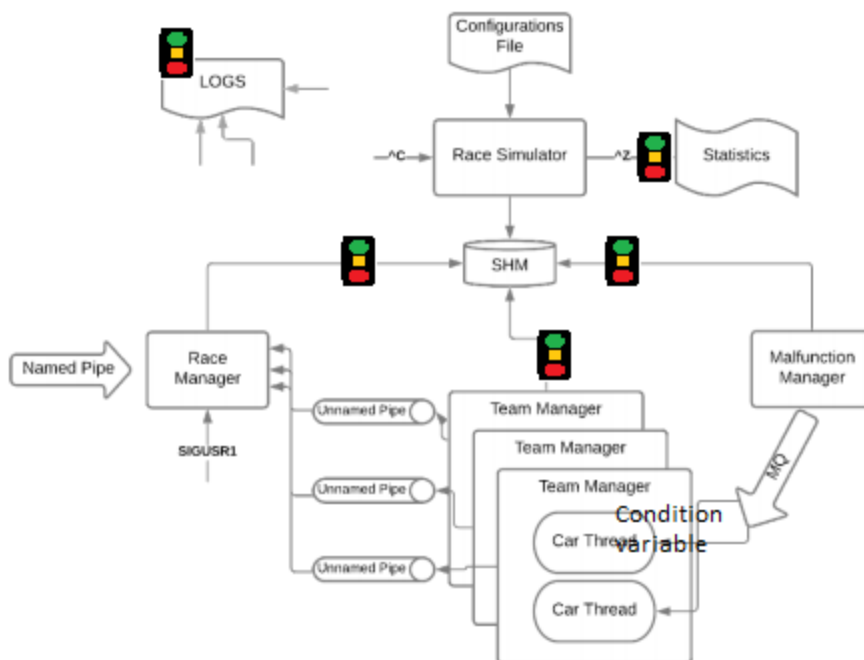 Configurations
File
LOGS
^C
Race Simulator
^Z
Statistics
SHM
Named Pipe
Race
Manager
Malfunction
Manager
SIGUSR1
Unnamed Pipe
Team Manager
Team Manager
MQ
Unnamed Pipe
Team Manager
Condition
variable
Car Thread
Unnamed Pipe
Car Thread